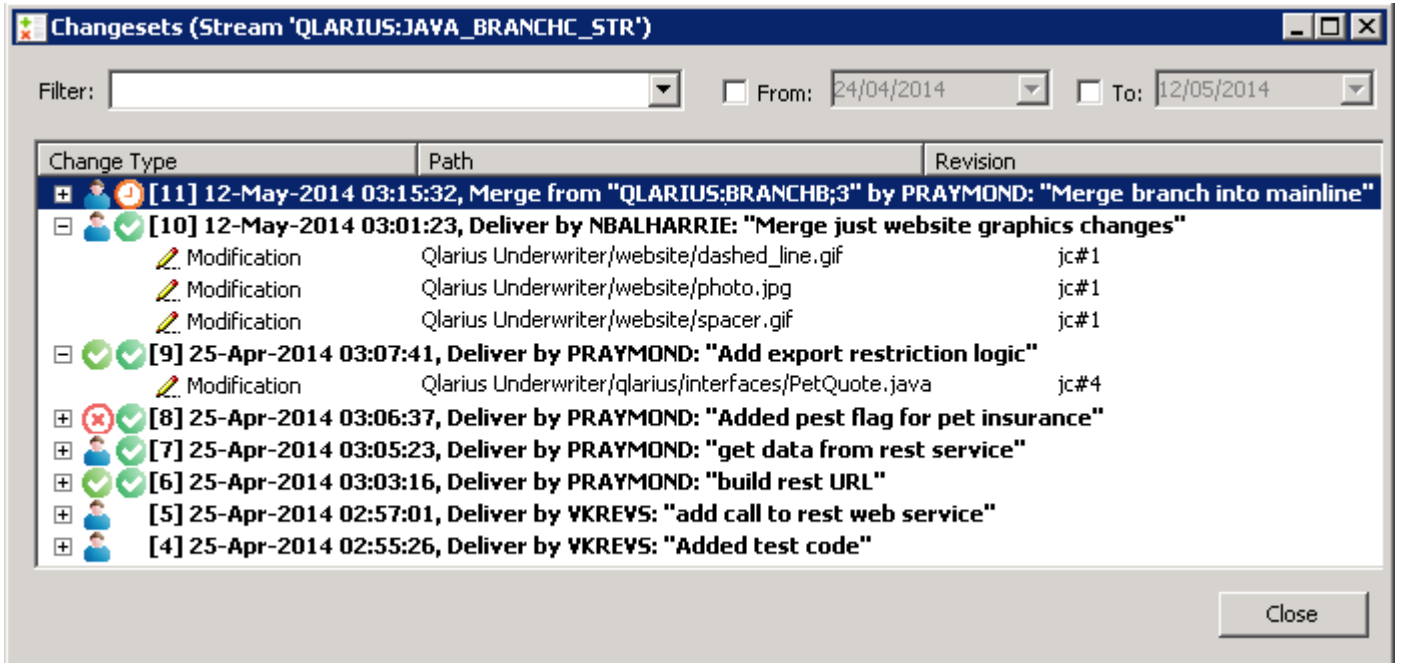 Changesets (Stream 'QLARIUS:JAVA_BRANCHC_STR')
Filter: From: 24/04/2014 To: 12/05/2014
Change Type Path Revision
[11] 12-May-2014 03:15:32, Merge from "QLARIUS:BRANCHB;3" by PRAYMOND: "Merge branch into mainline"
[10] 12-May-2014 03:01:23, Deliver by NBALHARRIE: "Merge just website graphics changes"
Modification Qlarius Underwriter/website/dashed_line.gif jc#1
Modification Qlarius Underwriter/website/photo.jpg jc#1
Modification Qlarius Underwriter/website/spacer.gif jc#1
[9] 25-Apr-2014 03:07:41, Deliver by PRAYMOND: "Add export restriction logic"
Modification Qlarius Underwriter/qlarius/interfaces/PetQuote.java jc#4
[8] 25-Apr-2014 03:06:37, Deliver by PRAYMOND: "Added pest flag for pet insurance"
[7] 25-Apr-2014 03:05:23, Deliver by PRAYMOND: "get data from rest service"
[6] 25-Apr-2014 03:03:16, Deliver by PRAYMOND: "build rest URL"
[5] 25-Apr-2014 02:57:01, Deliver by VKREVS: "add call to rest web service"
[4] 25-Apr-2014 02:55:26, Deliver by VKREVS: "Added test code"
Close